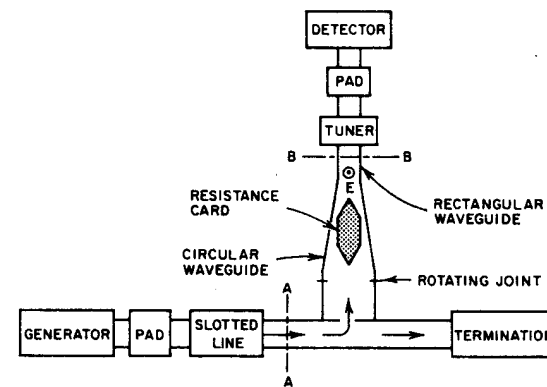 DETECTOR
PAD
TUNER
B
B
E
RESISTANCE
CARD
RECTANGULAR
WAVEGUIDE
CIRCULAR
WAVEGUIDE
A
ROTATING JOINT
GENERATOR
PAD
SLOTTED
LINE
TERMINATION
A